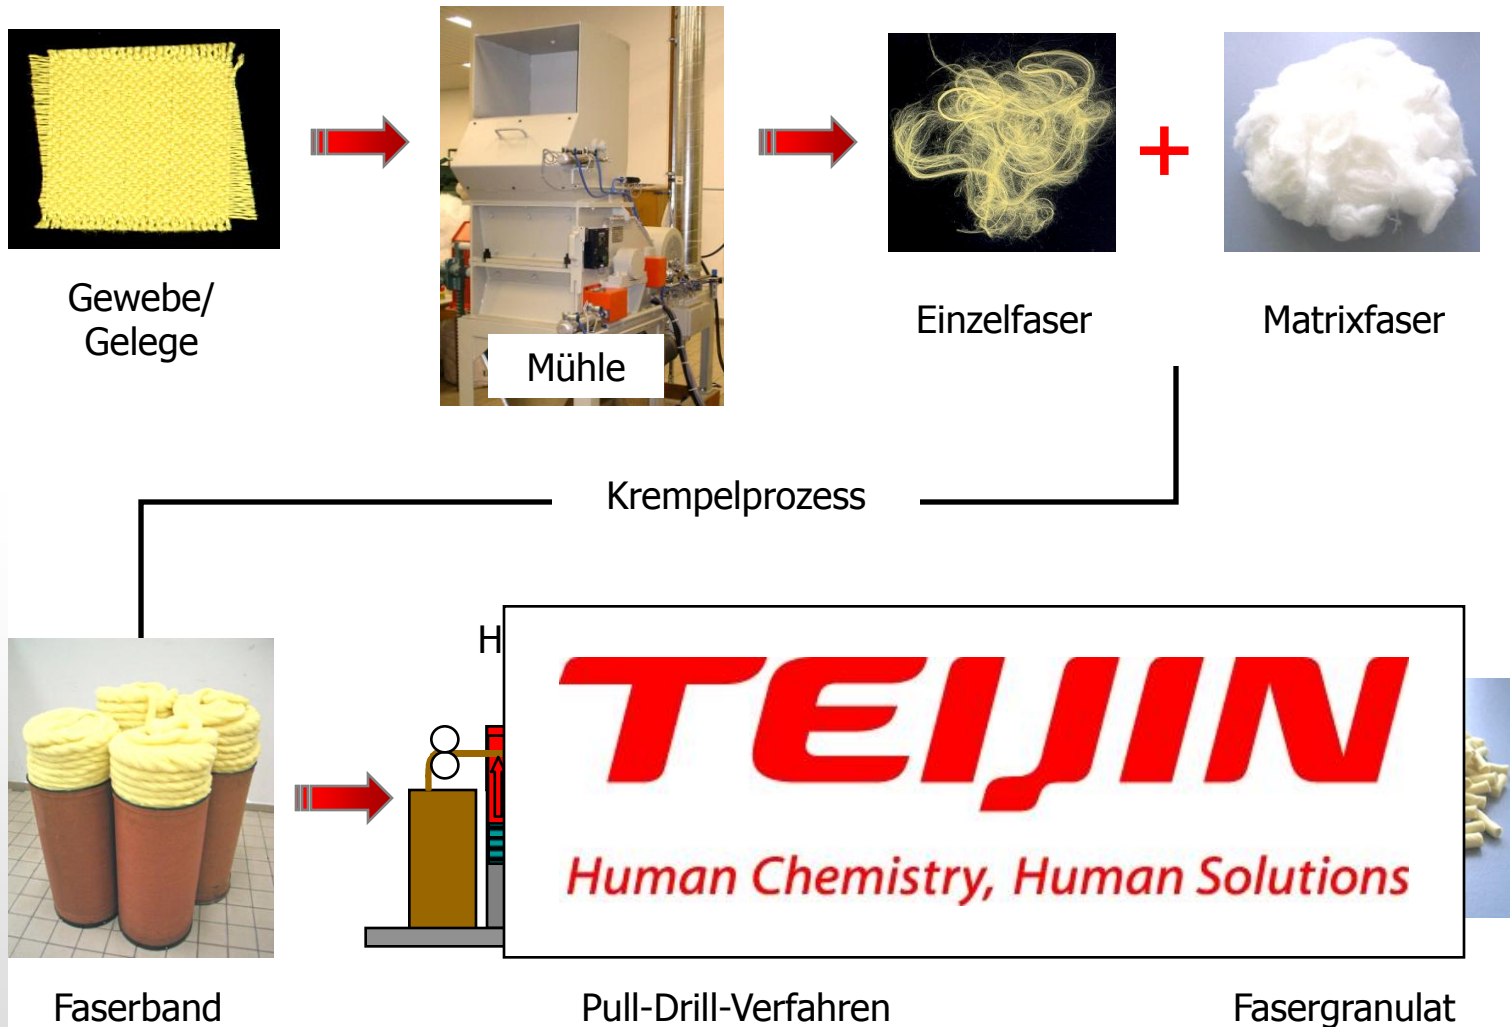 Gewebe/
Gelege
Mühle
Einzelfaser
+
Matrixfaser
Krempelprozess
H
TEIJIN
Human Chemistry, Human Solutions
Faserband
Pull-Drill-Verfahren
Fasergranulat